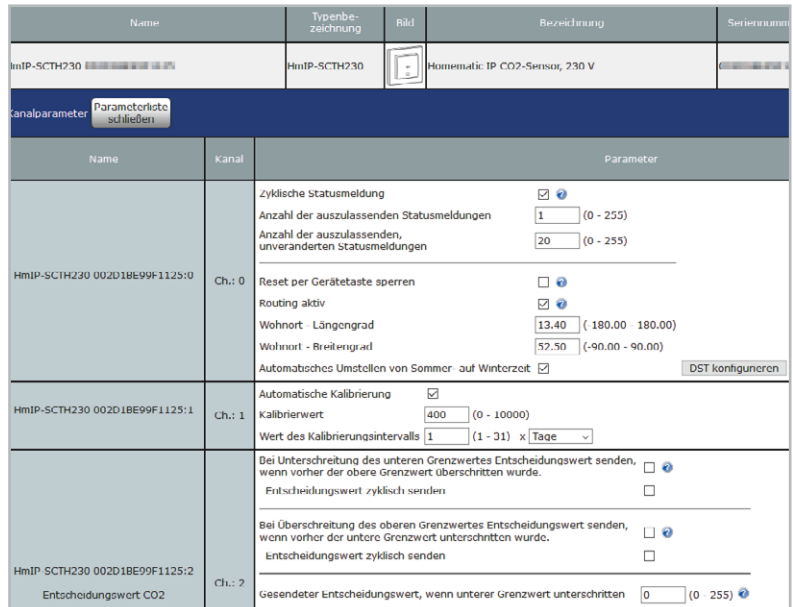 Name
Typenbe-
zeichnung
Bild
Bezeichnung
Seriennumm
HmIP-SCTH230
HmIP-SCTH230
Homematic IP CO2-Sensor, 230 V
Kanalparameter
Parameterliste
schließen
Name
Kanal
Parameter
HmIP-SCTH230 002D1BE99F1125:0
Ch.: 0
Zyklische Statusmeldung
Anzahl der auszulassenden Statusmeldungen 1 (0 - 255)
Anzahl der auszulassenden,
unveränderten Statusmeldungen 20 (0 - 255)
Reset per Gerätetaste sperren
Routing aktiv
Wohnort - Längengrad 13.40 (-180.00 - 180.00)
Wohnort - Breitengrad 52.50 (-90.00 - 90.00)
Automatisches Umstellen von Sommer- auf Winterzeit DST konfigurieren
HmIP-SCTH230 002D1BE99F1125:1
Ch.: 1
Automatische Kalibrierung
Kalibrierwert 400 (0 - 10000)
Wert des Kalibrierungsintervalls 1 (1 - 31) x Tage
HmIP-SCTH230 002D1BE99F1125:2
Entscheidungswert CO2
Ch.: 2
Bei Unterschreitung des unteren Grenzwertes Entscheidungswert senden,
wenn vorher der obere Grenzwert überschritten wurde.
Entscheidungswert zyklisch senden
Bei Überschreitung des oberen Grenzwertes Entscheidungswert senden,
wenn vorher der untere Grenzwert unterschritten wurde.
Entscheidungswert zyklisch senden
Gesendeter Entscheidungswert, wenn unterer Grenzwert unterschritten 0 (0 - 255)